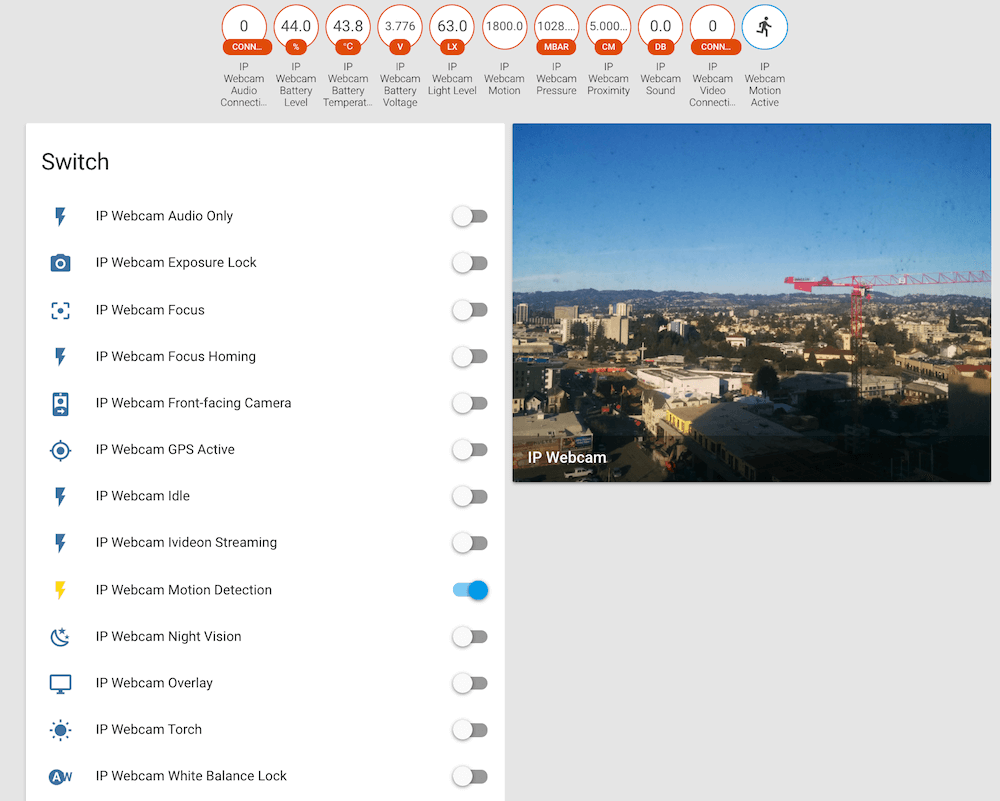 0
CONN...
IP
Webcam
Audio
Connecti...
44.0
%
IP
Webcam
Battery
Level
43.8
°C
IP
Webcam
Battery
Temperat...
3.776
V
IP
Webcam
Battery
Voltage
63.0
LX
IP
Webcam
Light Level
1800.0
IP
Webcam
Motion
1028....
MBAR
IP
Webcam
Pressure
5.000...
CM
IP
Webcam
Proximity
0.0
DB
IP
Webcam
Sound
0
CONN...
IP
Webcam
Video
Connecti...
IP
Webcam
Motion
Active
Switch
IP Webcam Audio Only
IP Webcam Exposure Lock
IP Webcam Focus
IP Webcam Focus Homing
IP Webcam Front-facing Camera
IP Webcam GPS Active
IP Webcam Idle
IP Webcam Ivideon Streaming
IP Webcam Motion Detection
IP Webcam Night Vision
IP Webcam Overlay
IP Webcam Torch
AW
IP Webcam White Balance Lock
IP Webcam